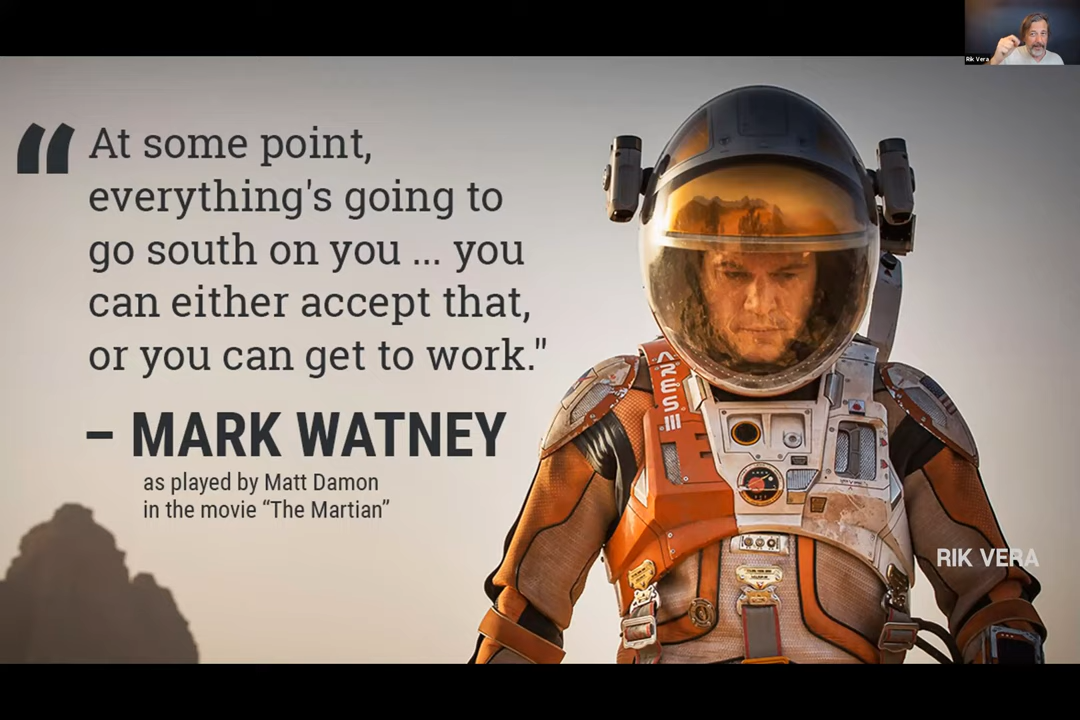 Rik Vera
“At some point,
everything's going to
go south on you ... you
can either accept that,
or you can get to work."
– MARK WATNEY
as played by Matt Damon
in the movie “The Martian”
ARES III
RIK VERA